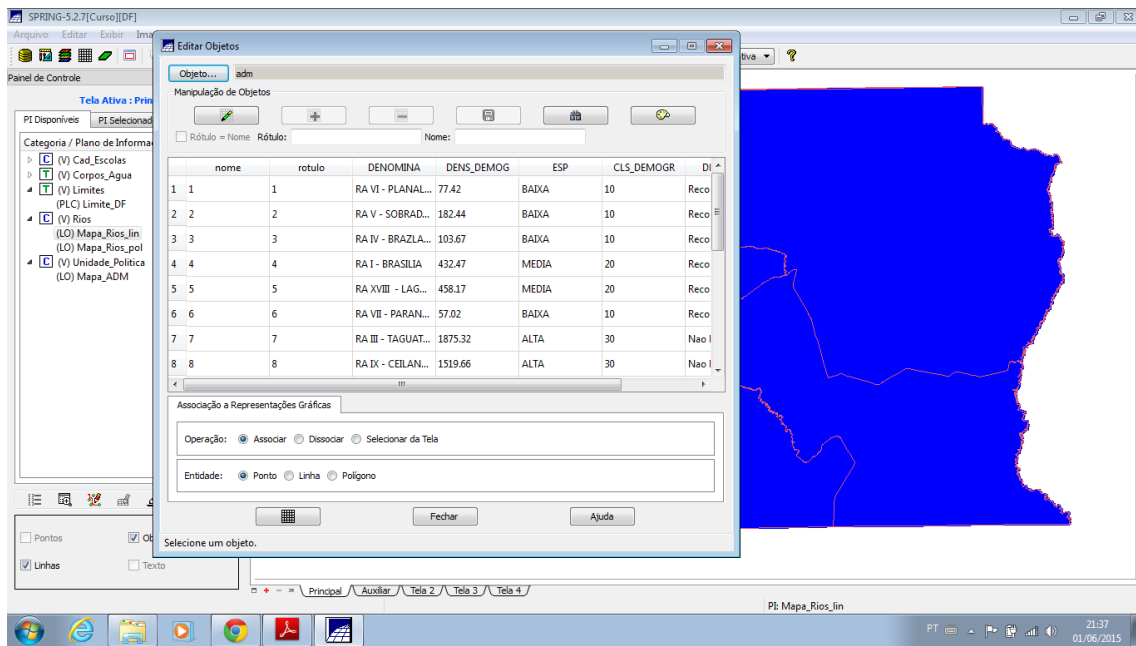 SPRING-5.2.7[Curso][DF]
Arquivo Editar Exibir Ima
Painel de Controle
Tela Ativa : Prin
PI Disponíveis PI Selecionad
Categoria / Plano de Informa
C (V) Cad_Escolas
T (V) Corpos_Agua
T (V) Limites
(PLC) Limite_DF
C (V) Rios
(LO) Mapa_Rios_lin
(LO) Mapa_Rios_pol
C (V) Unidade_Politica
(LO) Mapa_ADM
Pontos Ob
Linhas Texto
Editar Objetos
Objeto... adm
Manipulação de Objetos
Rótulo = Nome Rótulo: Nome:
nome rotulo DENOMINA DENS_DEMOG ESP CLS_DEMOGR DI
1 1 1 RA VI - PLANAL... 77.42 BAIXA 10 Reco
2 2 2 RA V - SOBRAD... 182.44 BAIXA 10 Reco
3 3 3 RA IV - BRAZLA... 103.67 BAIXA 10 Reco
4 4 4 RA I - BRASILIA 432.47 MEDIA 20 Reco
5 5 5 RA XVIII - LAG... 458.17 MEDIA 20 Reco
6 6 6 RA VII - PARAN... 57.02 BAIXA 10 Reco
7 7 7 RA III - TAGUAT... 1875.32 ALTA 30 Nao
8 8 8 RA IX - CEILAN... 1519.66 ALTA 30 Nao
Associação a Representações Gráficas
Operação: Associar Dissociar Selecionar da Tela
Entidade: Ponto Linha Polígono
Fechar Ajuda
Selecione um objeto.
tiva
Principal Auxiliar Tela 2 Tela 3 Tela 4
PI: Mapa_Rios_lin
PT
21:37
01/06/2015